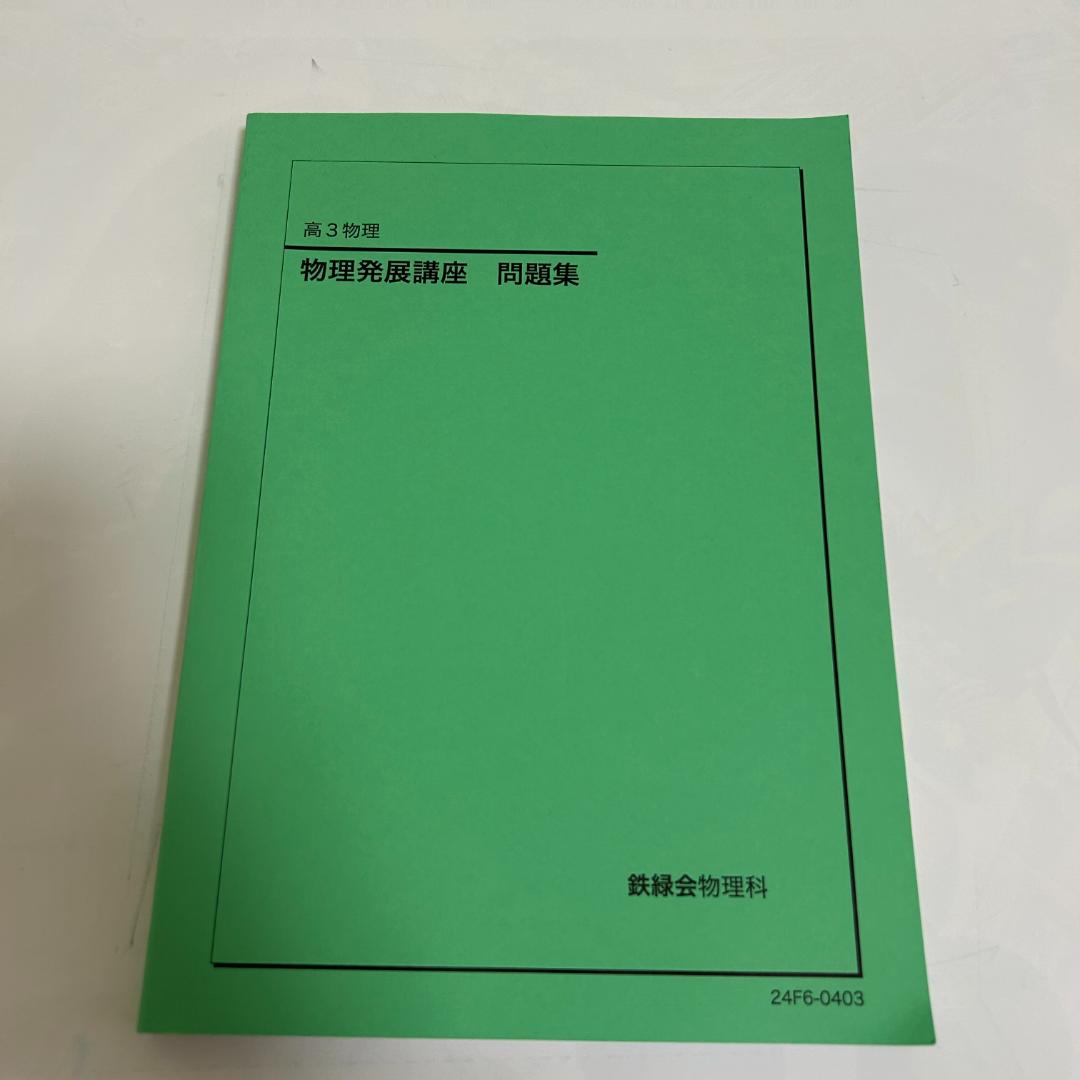 高３物理
物理発展講座　問題集
鉄緑会物理科
24F6-0403